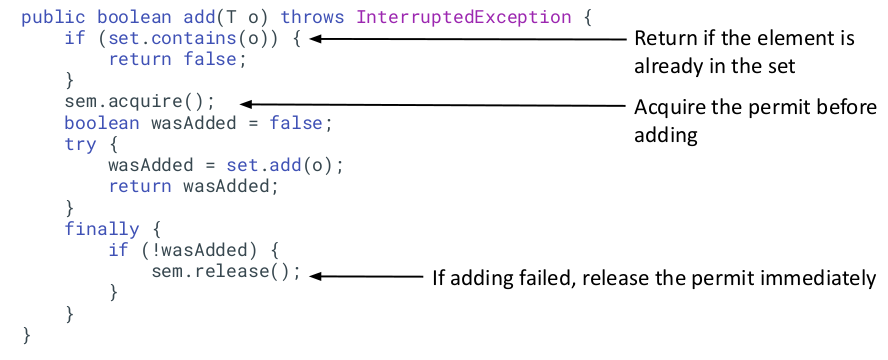 public boolean add(T o) throws InterruptedException {
if (set.contains(o)) {
return false;
}
sem.acquire();
boolean wasAdded = false;
try {
wasAdded = set.add(o);
return wasAdded;
}
finally {
if (!wasAdded) {
sem.release();
}
}
}
Return if the element is
already in the set
Acquire the permit before
adding
If adding failed, release the permit immediately